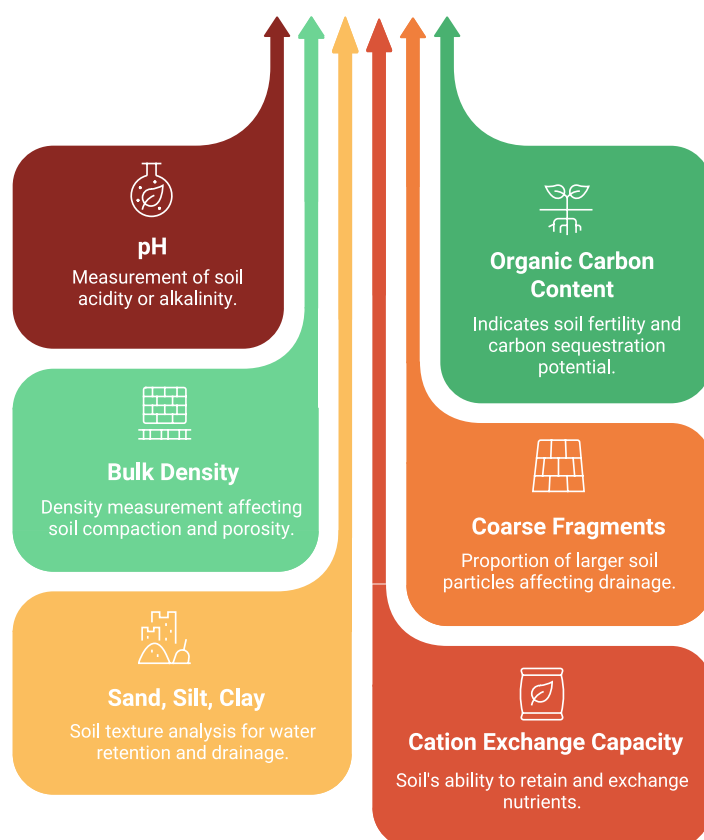 pH
Measurement of soil
acidity or alkalinity.
Organic Carbon
Content
Indicates soil fertility and
carbon sequestration
potential.
Bulk Density
Density measurement affecting
soil compaction and porosity.
Coarse Fragments
Proportion of larger soil
particles affecting drainage.
Sand, Silt, Clay
Soil texture analysis for water
retention and drainage.
Cation Exchange Capacity
Soil's ability to retain and exchange
nutrients.